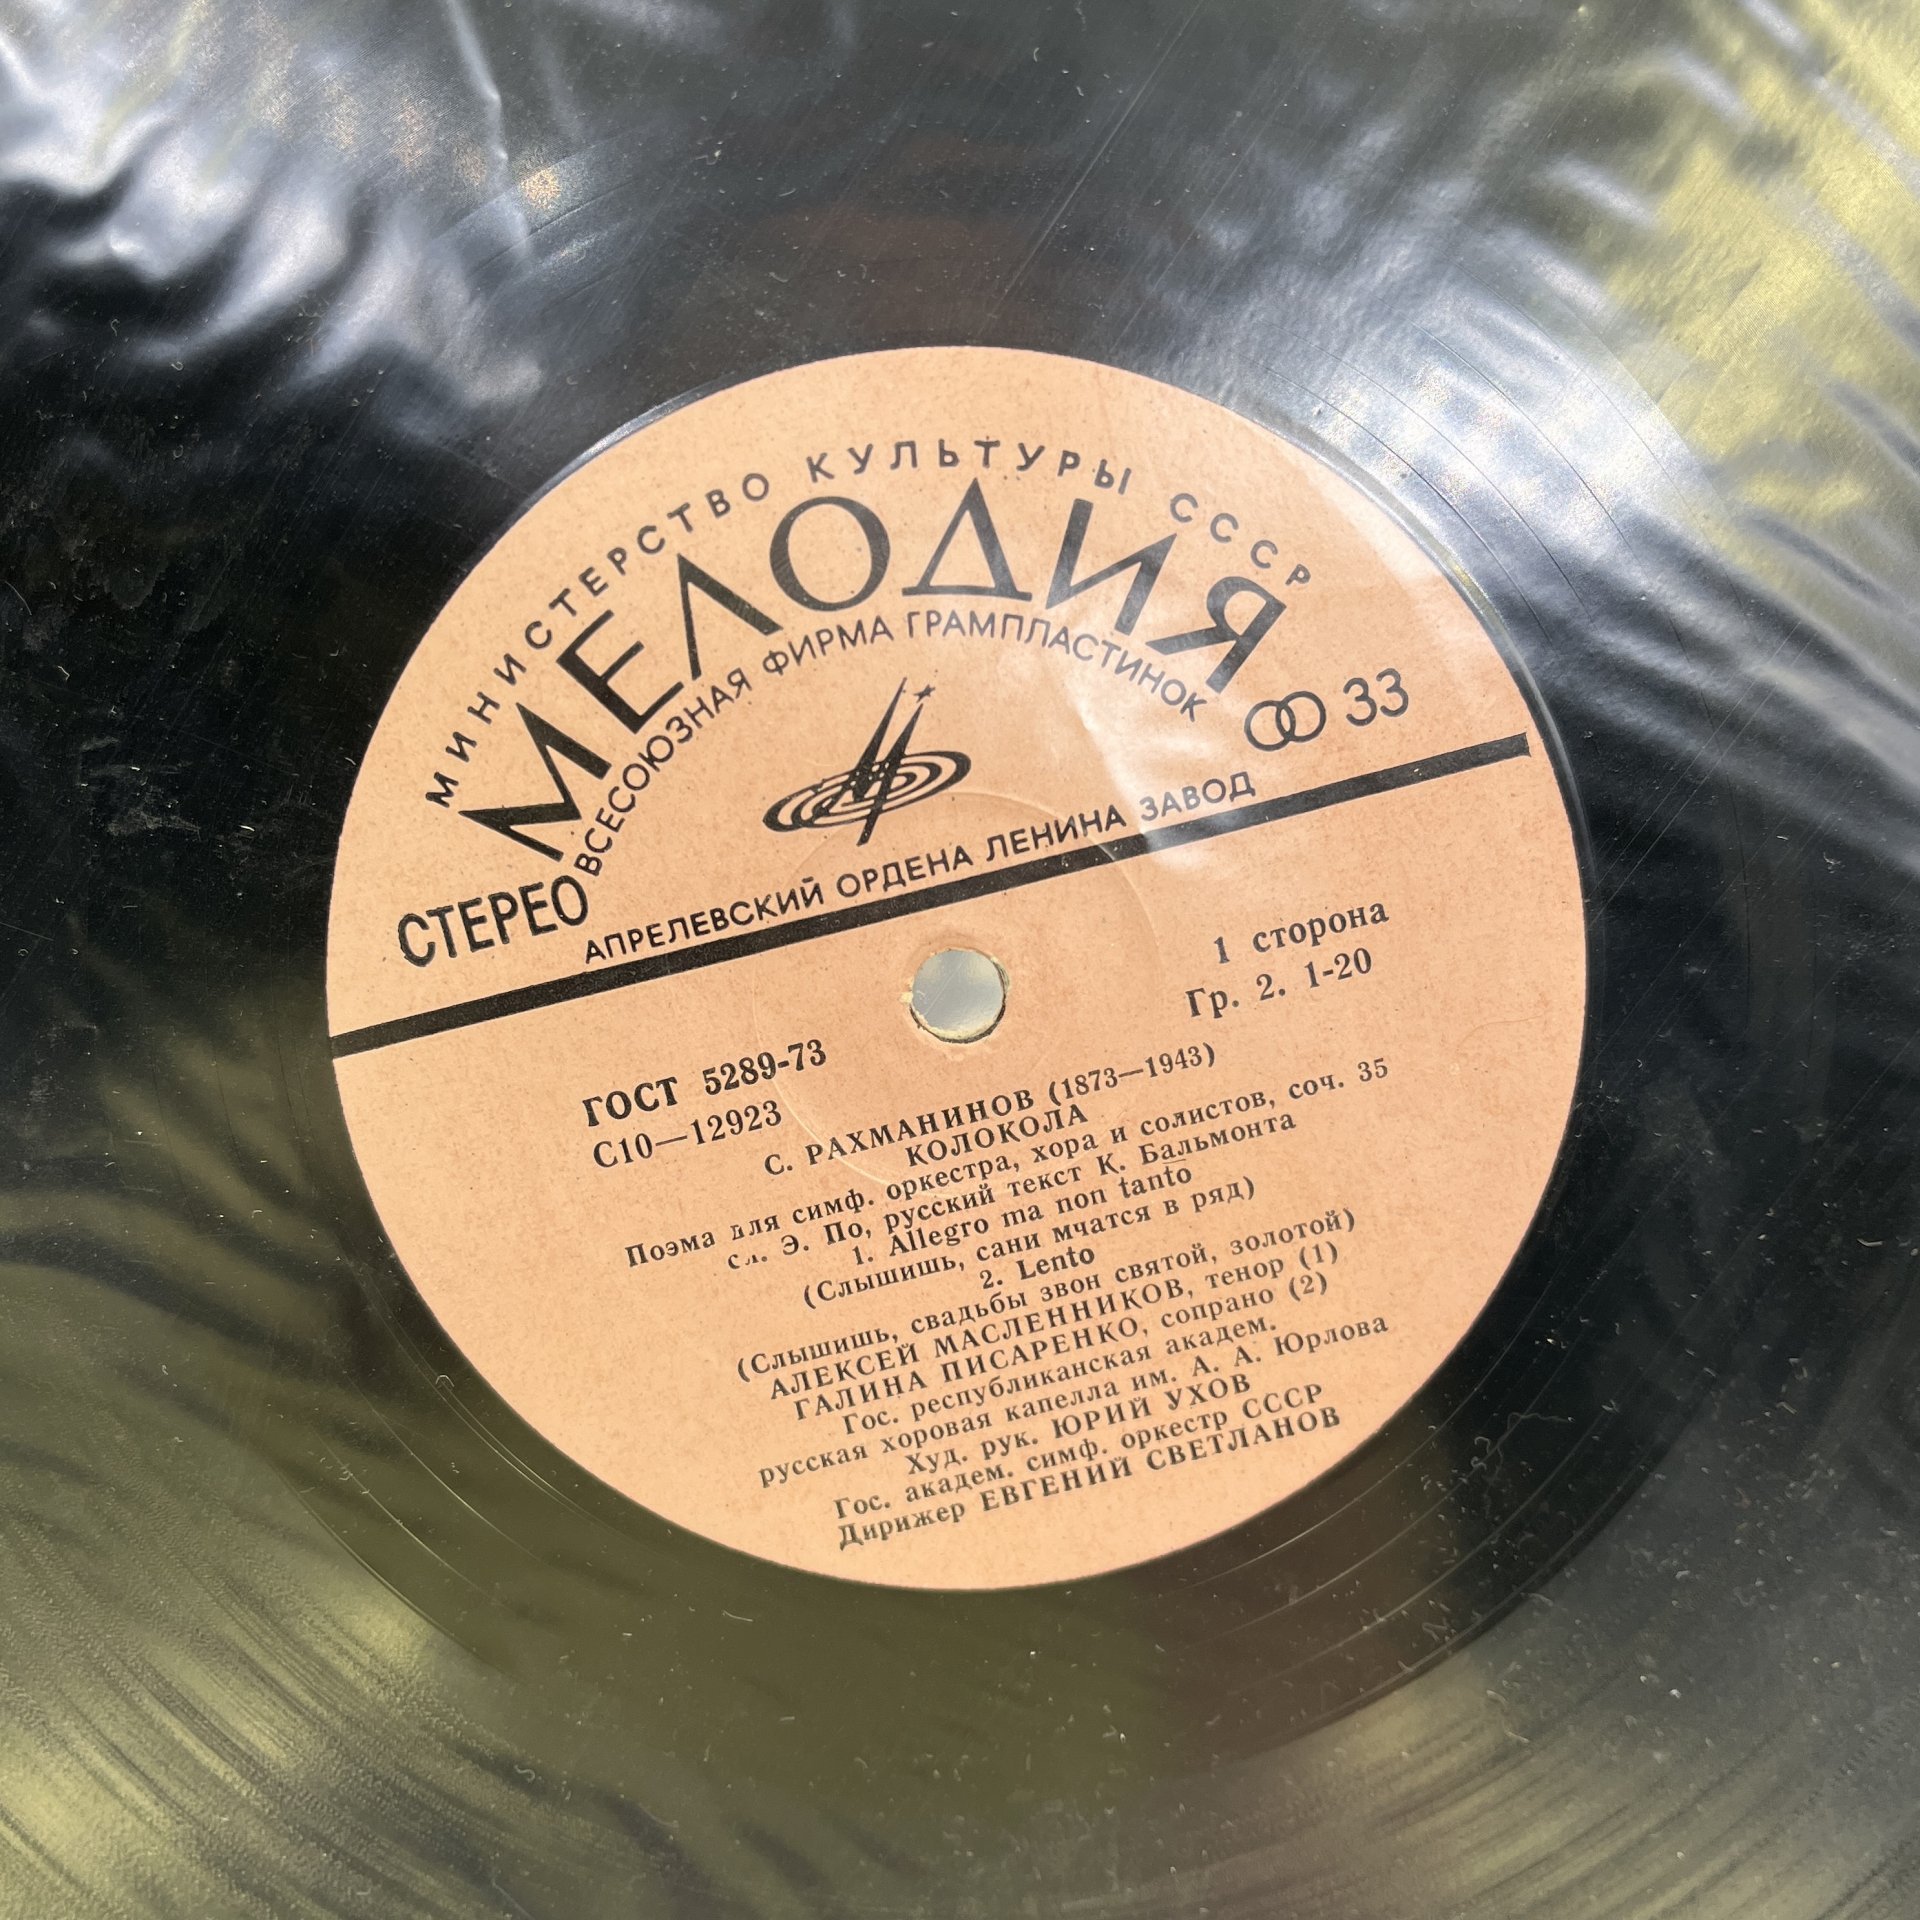 МИНИСТЕРСТВО КУЛЬТУРЫ СССР
МЕЛОДИЯ
ВСЕСОЮЗНАЯ ФИРМА ГРАМПЛАСТИНОК
33
СТЕРЕО
АПРЕЛЕВСКИЙ ОРДЕНА ЛЕНИНА ЗАВОД
1 сторона
Гр. 2. 1-20
ГОСТ 5289-73
С10—12923
С. РАХМАНИНОВ (1873—1943)
КОЛОКОЛА
Поэма для симф. оркестра, хора и солистов, соч. 35
сл. Э. По, русский текст К. Бальмонта
1. Allegro ma non tanto
(Слышишь, сани мчатся в ряд)
2. Lento
(Слышишь, свадьбы звон святой, золотой)
АЛЕКСЕЙ МАСЛЕННИКОВ, тенор (1)
ГАЛИНА ПИСАРЕНКО, сопрано (2)
Гос. республиканская академ.
русская хоровая капелла им. А. А. Юрлова
Худ. рук. ЮРИЙ УХОВ
Гос. академ. симф. оркестр СССР
Дирижер ЕВГЕНИЙ СВЕТЛАНОВ